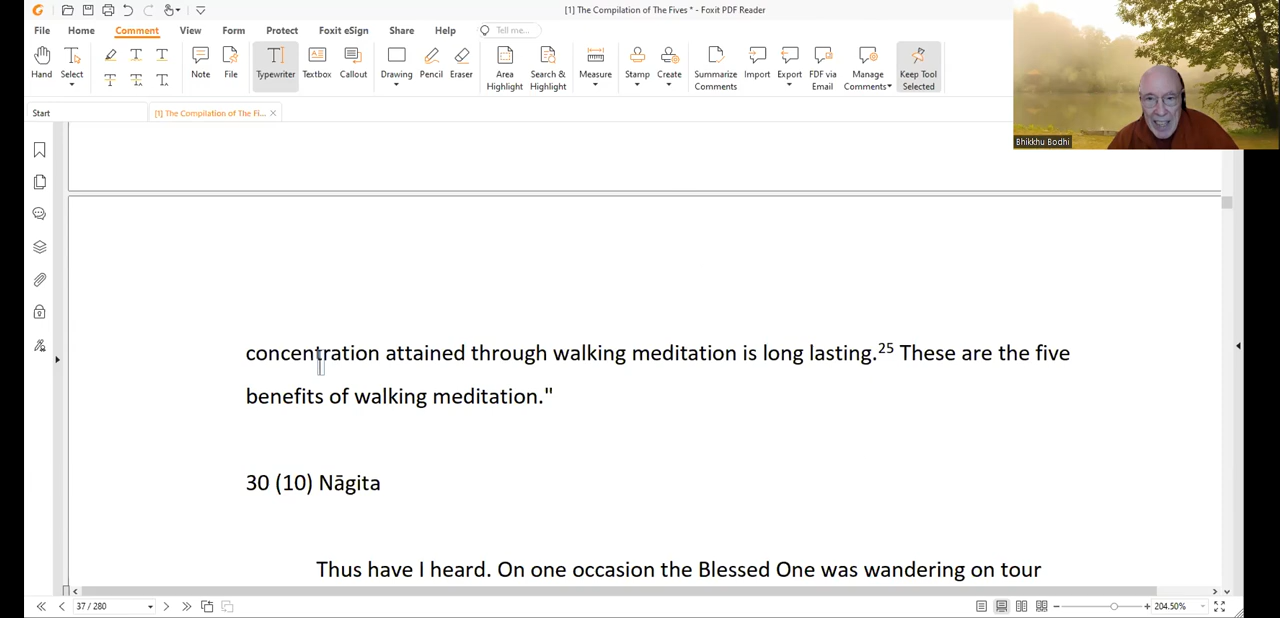 [1] The Compilation of The Fives * - Foxit PDF Reader
File Home Comment View Form Protect Foxit eSign Share Help Tell me...
Hand Select Note File Typewriter Textbox Callout Drawing Pencil Eraser Area Highlight Search & Highlight Measure Stamp Create Summarize Comments Import Export FDF via Email Manage Comments Keep Tool Selected
Bhikkhu Bodhi
Start [1] The Compilation of The Fi...
concentration attained through walking meditation is long lasting.25 These are the five
benefits of walking meditation."
30 (10) Nāgita
Thus have I heard. On one occasion the Blessed One was wandering on tour
37 / 280 204.50%